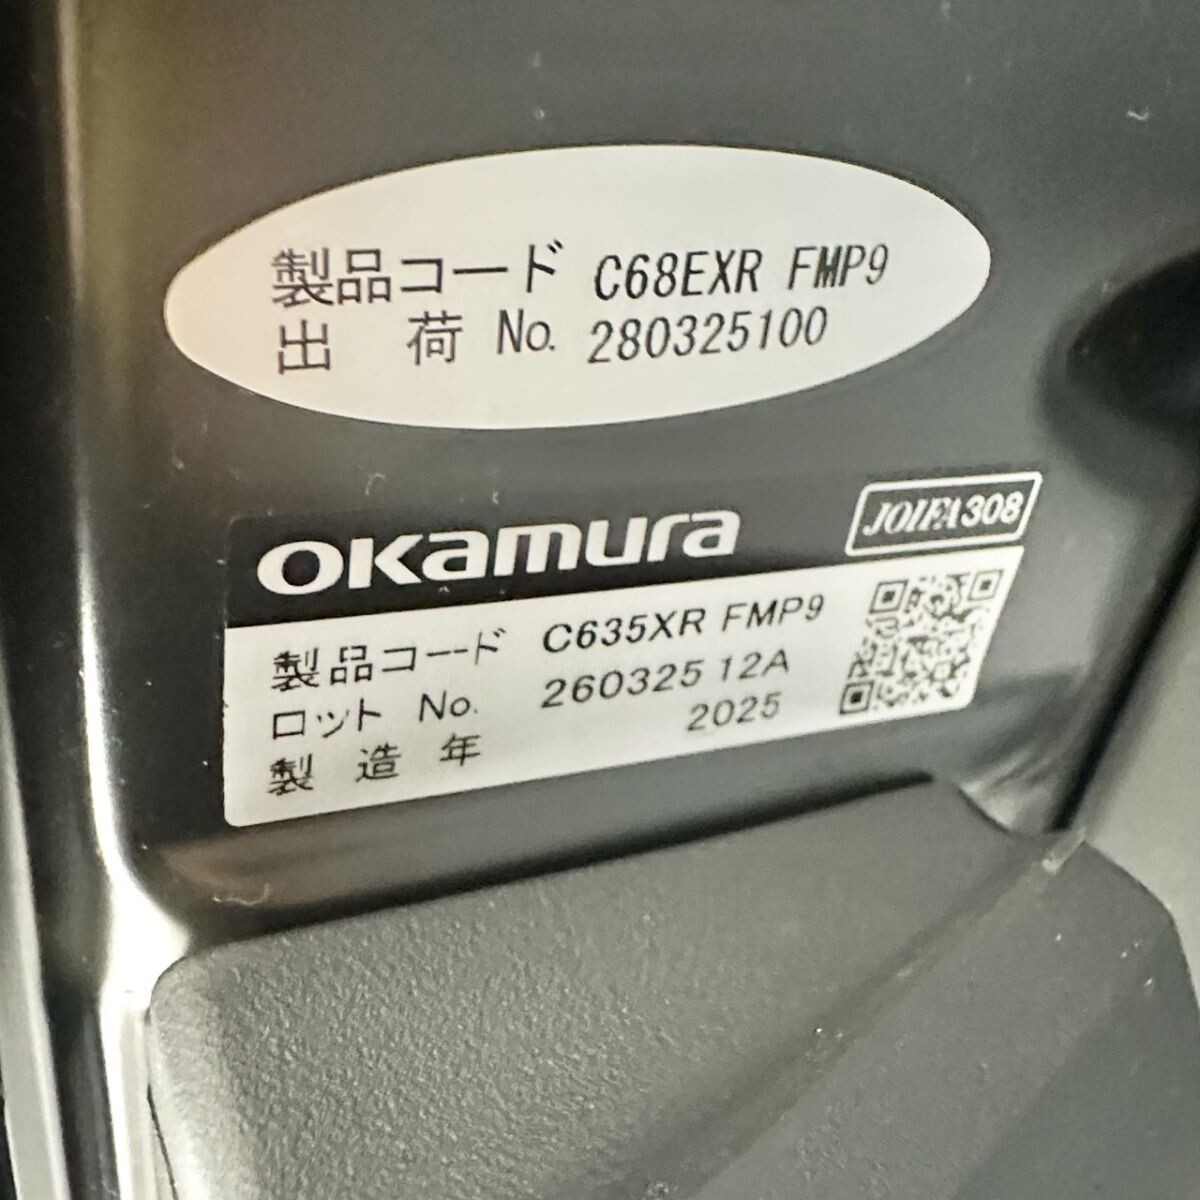 製品コード C68EXR FMP9
出 荷 No. 280325100
okamura JOIFA308
製品コード C635XR FMP9
ロット No. 260325 12A
製 造 年 2025